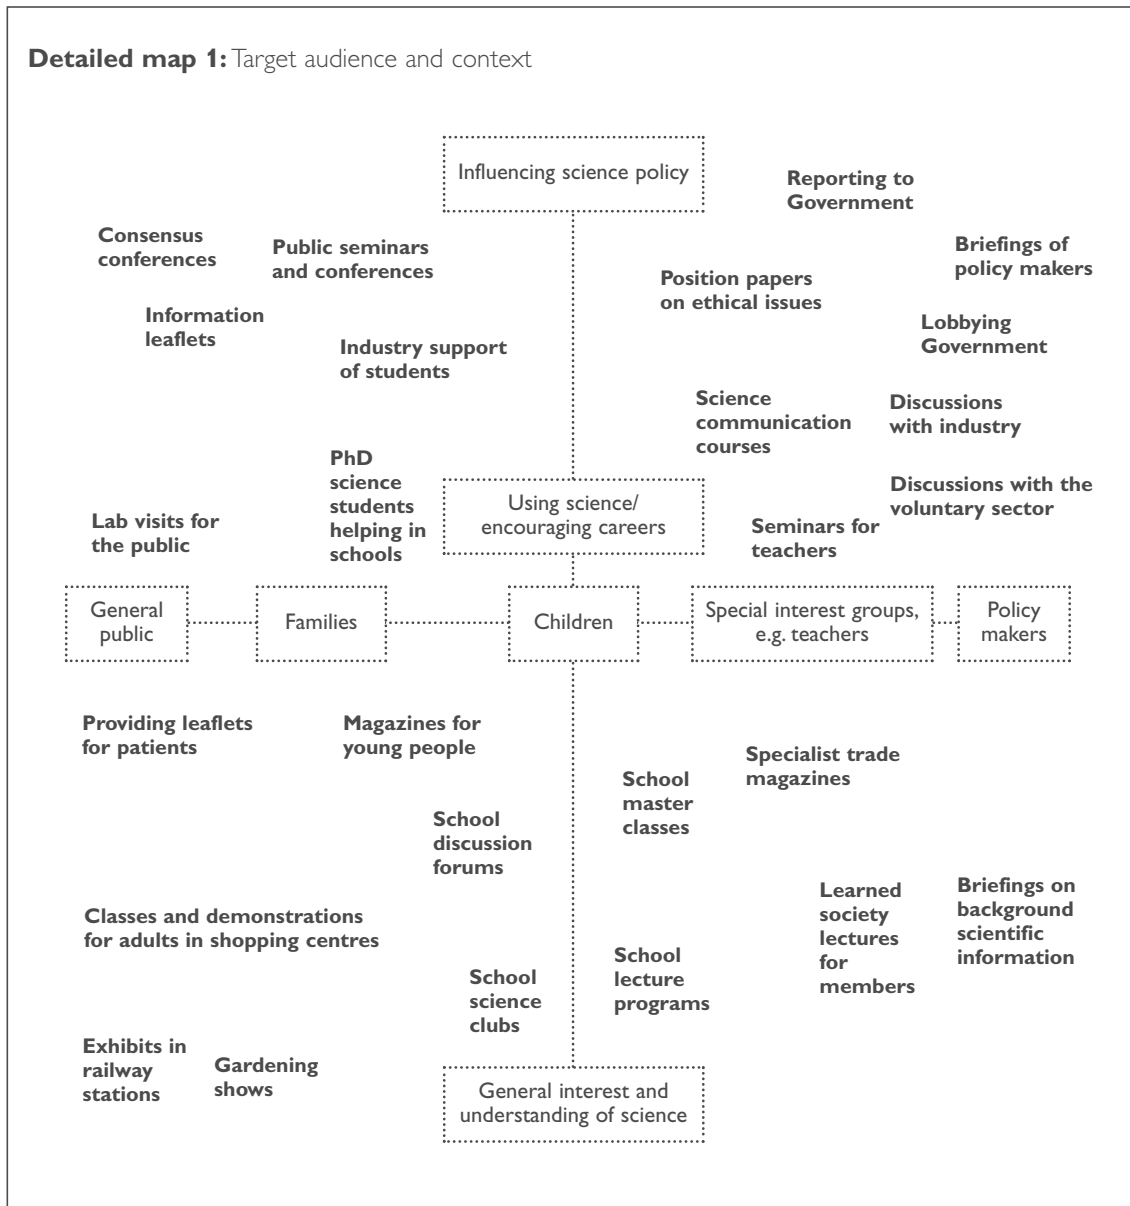 Detailed map 1: Target audience and context
Influencing science policy
Reporting to
Government
Consensus
conferences
Public seminars
and conferences
Briefings of
policy makers
Position papers
on ethical issues
Information
leaflets
Lobbying
Government
Industry support
of students
Science
communication
courses
Discussions
with industry
PhD
science
students
helping in
schools
Using science/
encouraging careers
Discussions with the
voluntary sector
Lab visits for
the public
Seminars for
teachers
General
public
Families
Children
Special interest groups,
e.g. teachers
Policy
makers
Providing leaflets
for patients
Magazines for
young people
Specialist trade
magazines
School
master
classes
School
discussion
forums
Classes and demonstrations
for adults in shopping centres
Learned
society
lectures
for
members
Briefings on
background
scientific
information
School
science
clubs
School
lecture
programs
Exhibits in
railway
stations
Gardening
shows
General interest and
understanding of science